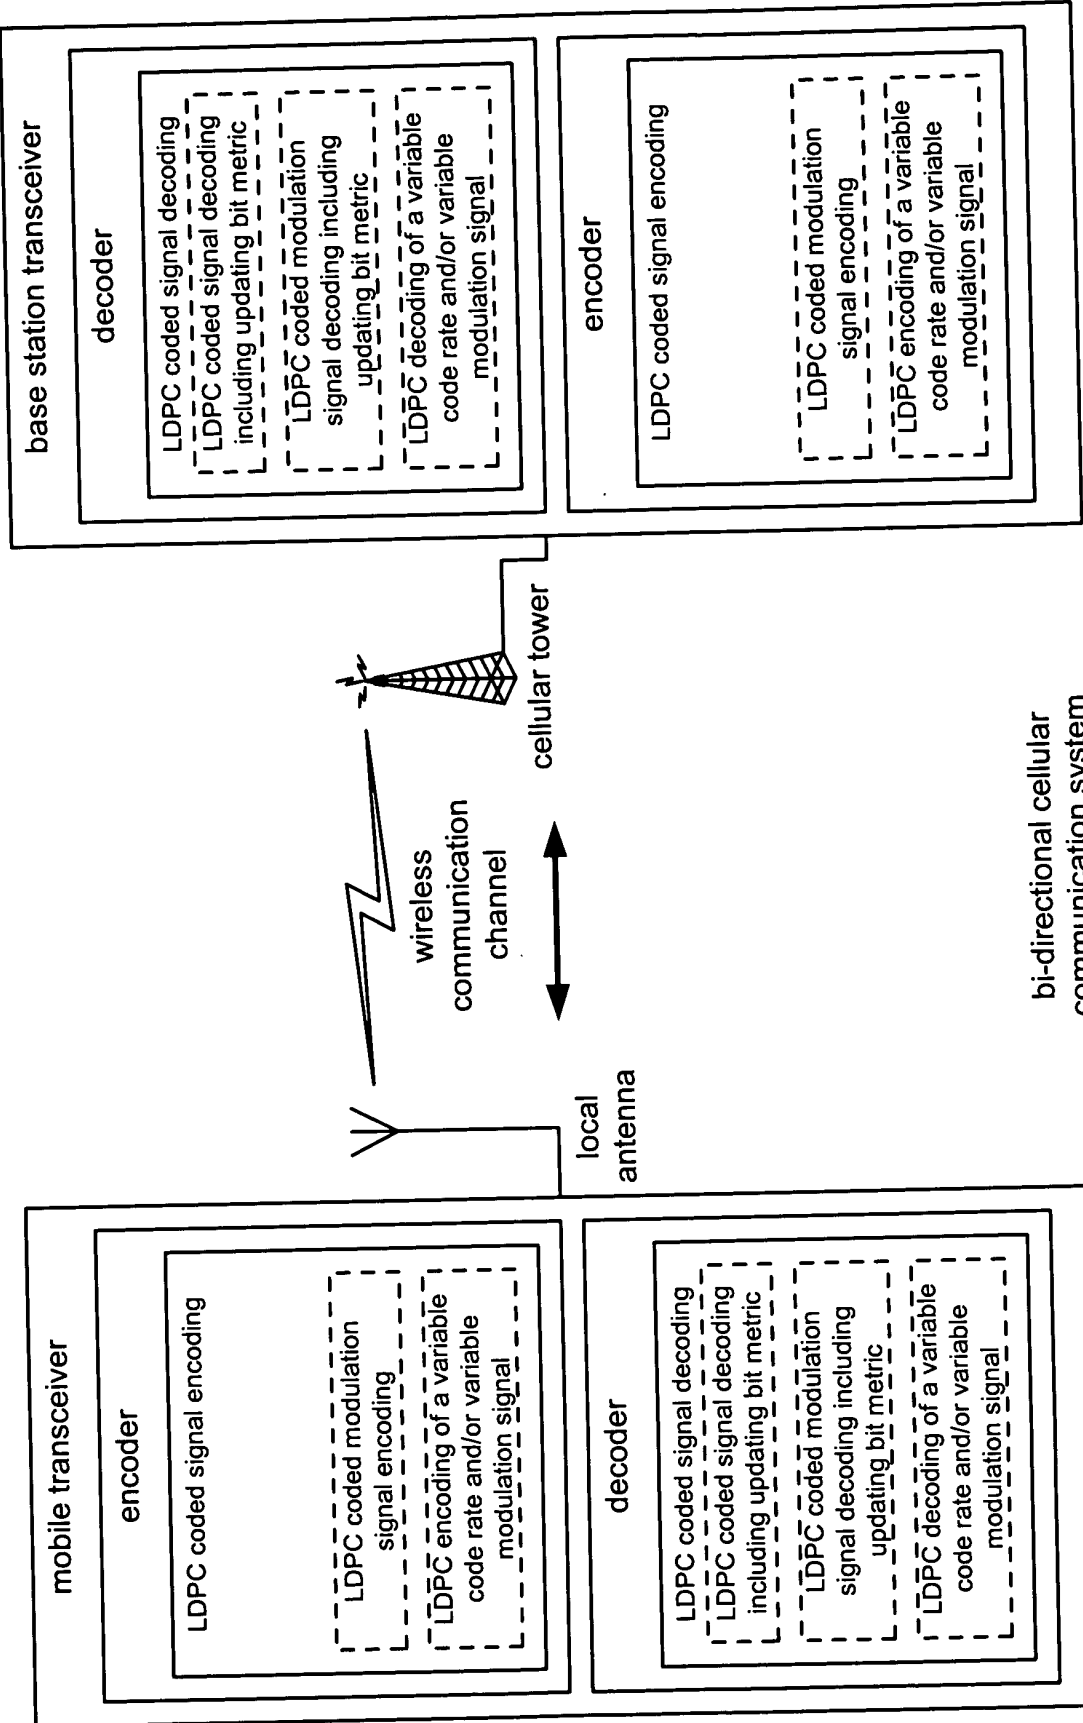 mobile transceiver
encoder
LDPC coded signal encoding
LDPC coded modulation
signal encoding
LDPC encoding of a variable
code rate and/or variable
modulation signal
decoder
LDPC coded signal decoding
LDPC coded signal decoding
including updating bit metric
LDPC coded modulation
signal decoding including
updating bit metric
LDPC decoding of a variable
code rate and/or variable
modulation signal
local
antenna
wireless
communication
channel
cellular tower
base station transceiver
decoder
LDPC coded signal decoding
LDPC coded signal decoding
including updating bit metric
LDPC coded modulation
signal decoding including
updating bit metric
LDPC decoding of a variable
code rate and/or variable
modulation signal
encoder
LDPC coded signal encoding
LDPC coded modulation
signal encoding
LDPC encoding of a variable
code rate and/or variable
modulation signal
bi-directional cellular
communication system